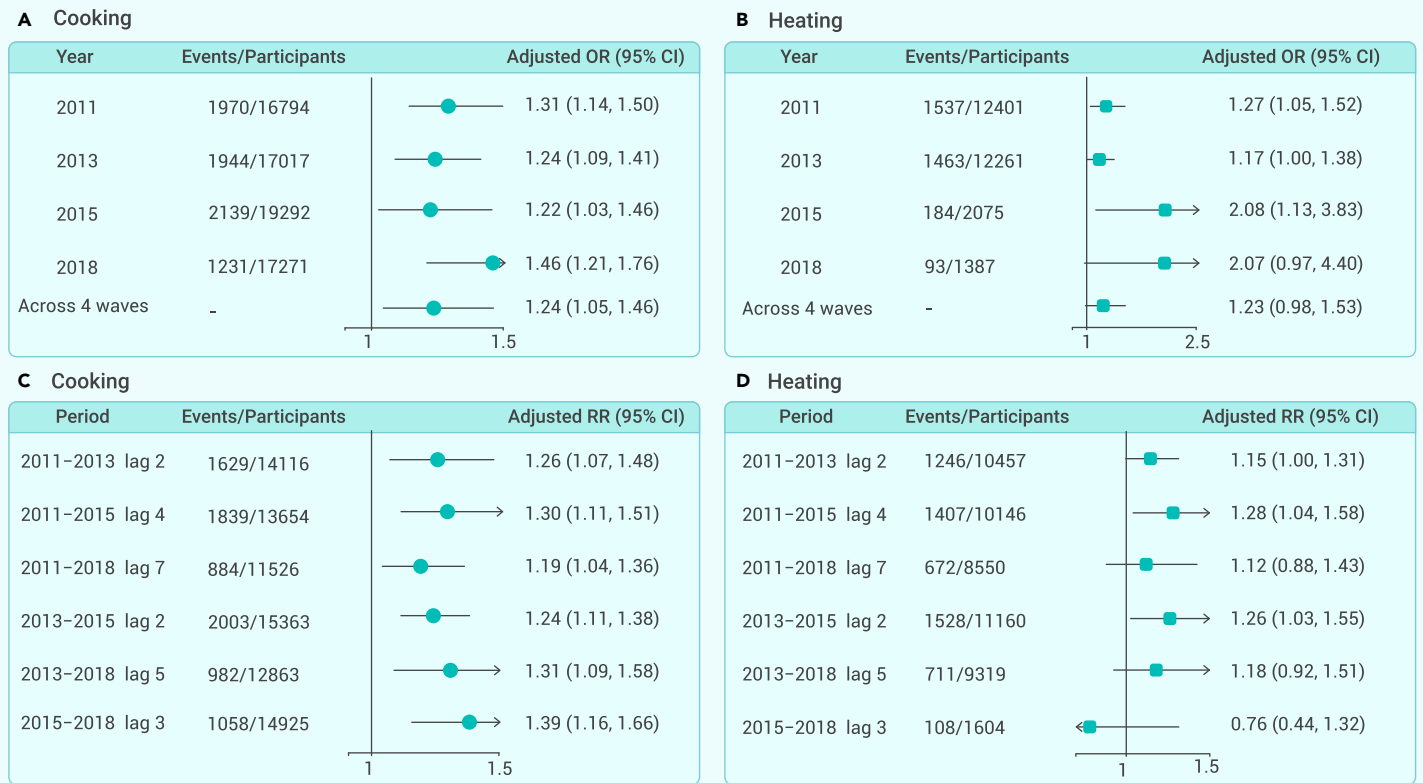 A Cooking
Year Events/Participants Adjusted OR (95% CI)
2011 1970/16794 1.31 (1.14, 1.50)
2013 1944/17017 1.24 (1.09, 1.41)
2015 2139/19292 1.22 (1.03, 1.46)
2018 1231/17271 1.46 (1.21, 1.76)
Across 4 waves - 1.24 (1.05, 1.46)
1 1.5
B Heating
Year Events/Participants Adjusted OR (95% CI)
2011 1537/12401 1.27 (1.05, 1.52)
2013 1463/12261 1.17 (1.00, 1.38)
2015 184/2075 2.08 (1.13, 3.83)
2018 93/1387 2.07 (0.97, 4.40)
Across 4 waves - 1.23 (0.98, 1.53)
1 2.5
C Cooking
Period Events/Participants Adjusted RR (95% CI)
2011–2013 lag 2 1629/14116 1.26 (1.07, 1.48)
2011–2015 lag 4 1839/13654 1.30 (1.11, 1.51)
2011–2018 lag 7 884/11526 1.19 (1.04, 1.36)
2013–2015 lag 2 2003/15363 1.24 (1.11, 1.38)
2013–2018 lag 5 982/12863 1.31 (1.09, 1.58)
2015–2018 lag 3 1058/14925 1.39 (1.16, 1.66)
1 1.5
D Heating
Period Events/Participants Adjusted RR (95% CI)
2011–2013 lag 2 1246/10457 1.15 (1.00, 1.31)
2011–2015 lag 4 1407/10146 1.28 (1.04, 1.58)
2011–2018 lag 7 672/8550 1.12 (0.88, 1.43)
2013–2015 lag 2 1528/11160 1.26 (1.03, 1.55)
2013–2018 lag 5 711/9319 1.18 (0.92, 1.51)
2015–2018 lag 3 108/1604 0.76 (0.44, 1.32)
1 1.5